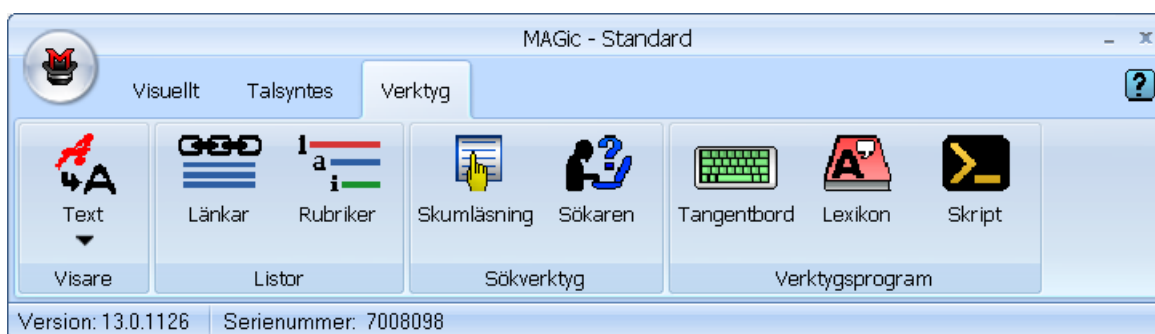 MAGic - Standard
Visuellt Talsyntes Verktyg
Text Länkar Rubriker Skumläsning Sökaren Tangentbord Lexikon Skript
Visare Listor Sökverktyg Verktygsprogram
Version: 13.0.1126 Serienummer: 7008098